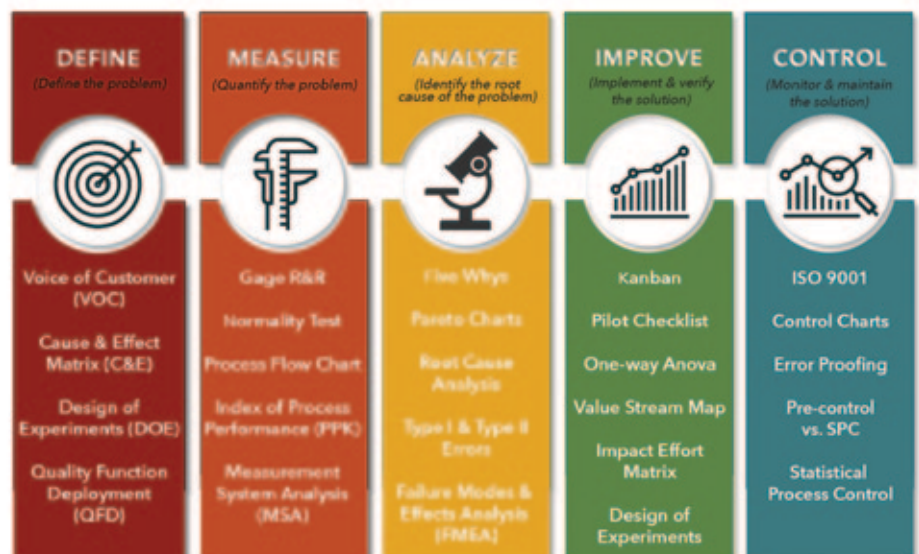 DEFINE
(Define the problem)
Voice of Customer
(VOC)
Cause & Effect
Matrix (C&E)
Design of
Experiments (DOE)
Quality Function
Deployment
(QFD)
MEASURE
(Quantify the problem)
Gage R&R
Normality Test
Process Flow Chart
Index of Process
Performance (PPK)
Measurement
System Analysis
(MSA)
ANALYZE
(Identify the root
cause of the problem)
Five Whys
Pareto Charts
Root Cause
Analysis
Type I & Type II
Errors
Failure Modes &
Effects Analysis
(FMEA)
IMPROVE
(Implement & verify
the solution)
Kanban
Pilot Checklist
One-way Anova
Value Stream Map
Impact Effort
Matrix
Design of
Experiments
CONTROL
(Monitor & maintain
the solution)
ISO 9001
Control Charts
Error Proofing
Pre-control
vs. SPC
Statistical
Process Control